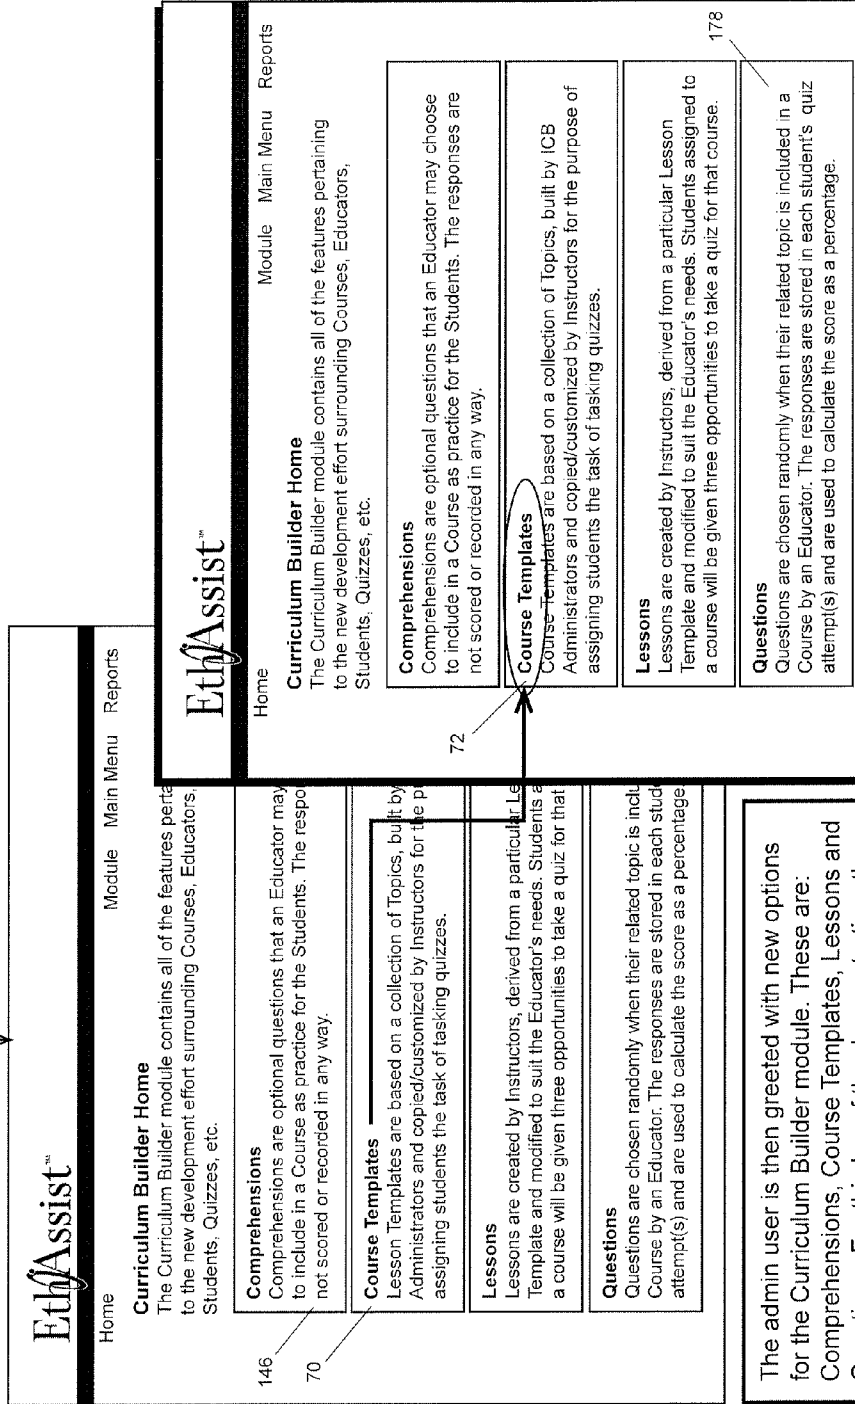 EthAssist™
Home
Module Main Menu Reports
Curriculum Builder Home
The Curriculum Builder module contains all of the features perta
to the new development effort surrounding Courses, Educators,
Students, Quizzes, etc.
Comprehensions
Comprehensions are optional questions that an Educator may
to include in a Course as practice for the Students. The respo
not scored or recorded in any way.
146
Course Templates
Lesson Templates are based on a collection of Topics, built by
Administrators and copied/customized by Instructors for the p
assigning students the task of tasking quizzes.
70
Lessons
Lessons are created by Instructors, derived from a particular Le
Template and modified to suit the Educator's needs. Students a
a course will be given three opportunities to take a quiz for that
Questions
Questions are chosen randomly when their related topic is inclu
Course by an Educator. The responses are stored in each stude
attempt(s) and are used to calculate the score as a percentage.
EthAssist™
Home
Module Main Menu Reports
Curriculum Builder Home
The Curriculum Builder module contains all of the features pertaining
to the new development effort surrounding Courses, Educators,
Students, Quizzes, etc.
Comprehensions
Comprehensions are optional questions that an Educator may choose
to include in a Course as practice for the Students. The responses are
not scored or recorded in any way.
72
Course Templates
Course Templates are based on a collection of Topics, built by ICB
Administrators and copied/customized by Instructors for the purpose of
assigning students the task of tasking quizzes.
Lessons
Lessons are created by Instructors, derived from a particular Lesson
Template and modified to suit the Educator's needs. Students assigned to
a course will be given three opportunities to take a quiz for that course.
178
Questions
Questions are chosen randomly when their related topic is included in a
Course by an Educator. The responses are stored in each student's quiz
attempt(s) and are used to calculate the score as a percentage.
The admin user is then greeted with new options
for the Curriculum Builder module. These are:
Comprehensions, Course Templates, Lessons and